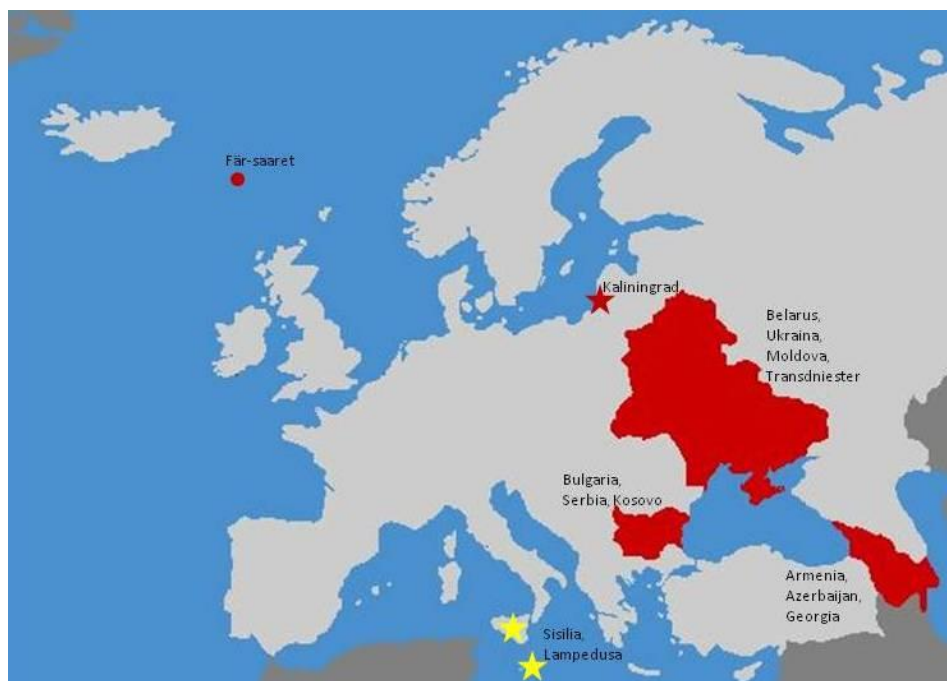 Fär-saaret
Kaliningrad
Belarus,
Ukraina,
Moldova,
Transdniester
Bulgaria,
Serbia, Kosovo
Armenia,
Azerbaijan,
Georgia
Sisilia,
Lampedusa